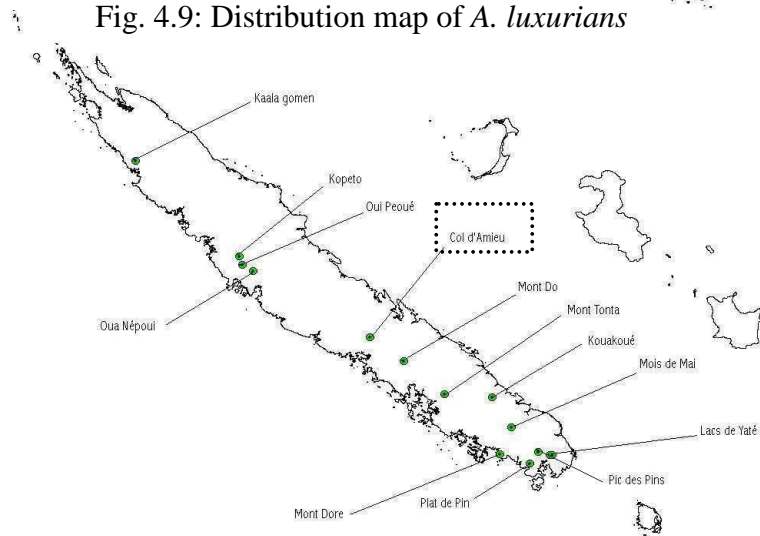 Fig. 4.9: Distribution map of A. luxurians
Kaala gomen
Kopeto
Oui Peoué
Col d'Amieu
Mont Do
Oua Népoui
Mont Tonta
Kouakoué
Mois de Mai
Lacs de Yaté
Pic des Pins
Plat de Pin
Mont Dore